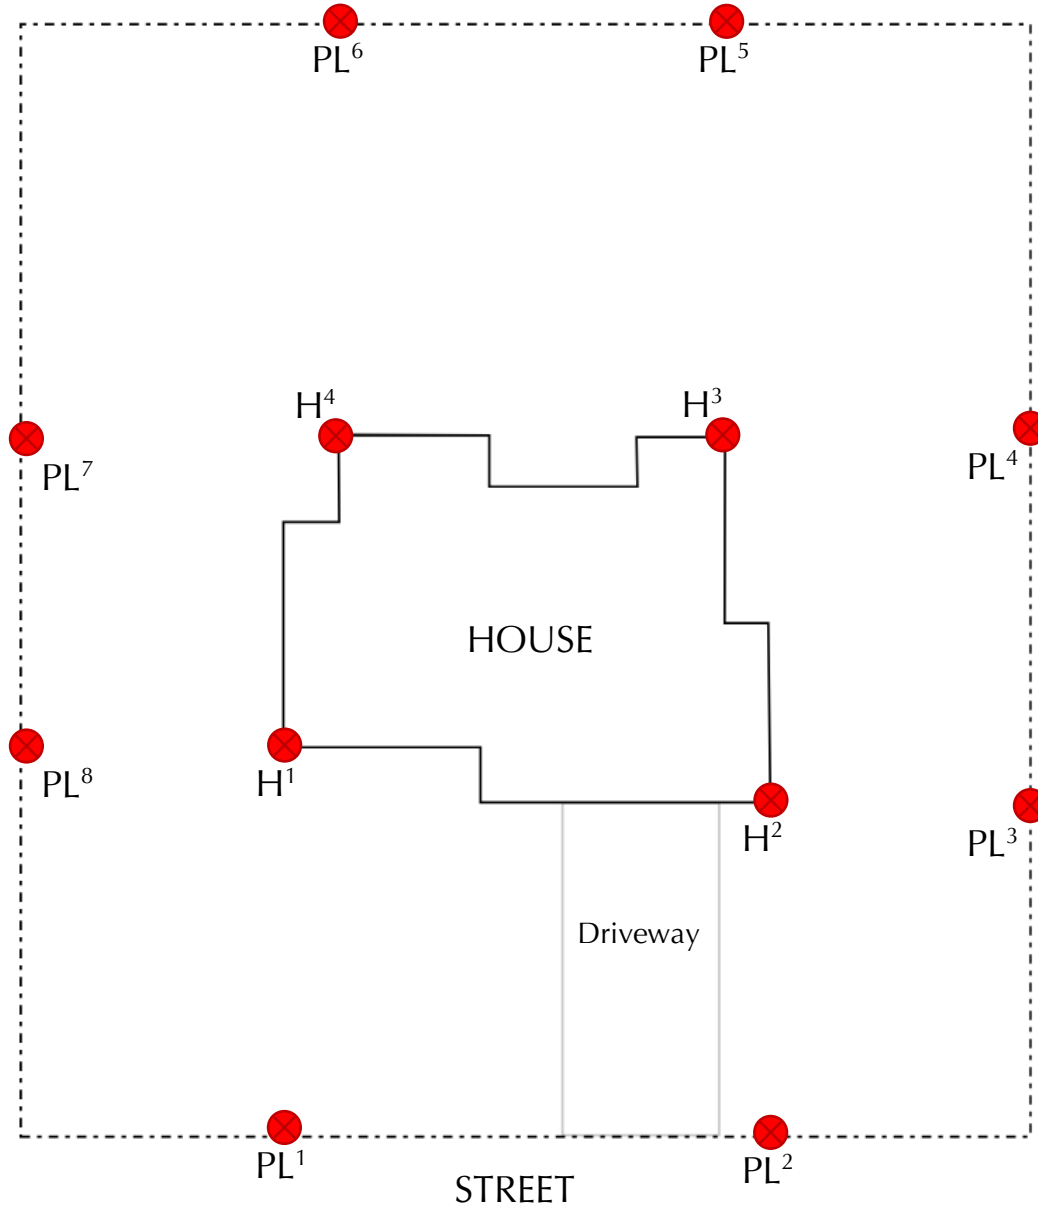 PL⁶
PL⁵
H⁴
H³
PL⁷
PL⁴
HOUSE
H¹
PL⁸
H²
PL³
Driveway
PL¹
PL²
STREET